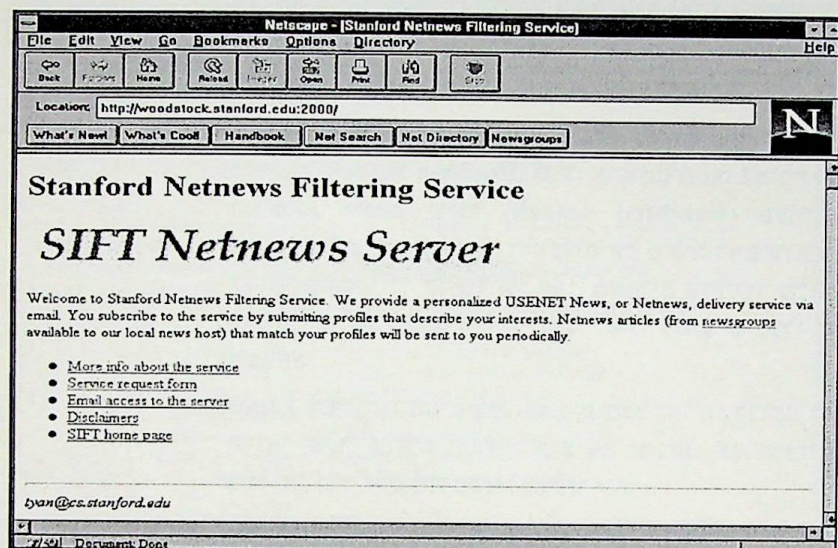 Netscape - [Stanford Netnews Filtering Service]
File Edit View Go Bookmarks Options Directory Help
Back Forward Home Reload Images Open Print Find Stop
Location: http://woodstock.stanford.edu:2000/
N
What's New! What's Cool! Handbook Net Search Net Directory Newsgroups
Stanford Netnews Filtering Service
SIFT Netnews Server
Welcome to Stanford Netnews Filtering Service. We provide a personalized USENET News, or Netnews, delivery service via
email. You subscribe to the service by submitting profiles that describe your interests. Netnews articles (from newsgroups
available to our local news host) that match your profiles will be sent to you periodically.
More info about the service
Service request form
Email access to the server
Disclaimers
SIFT home page
tyan@cs.stanford.edu
Document: Done